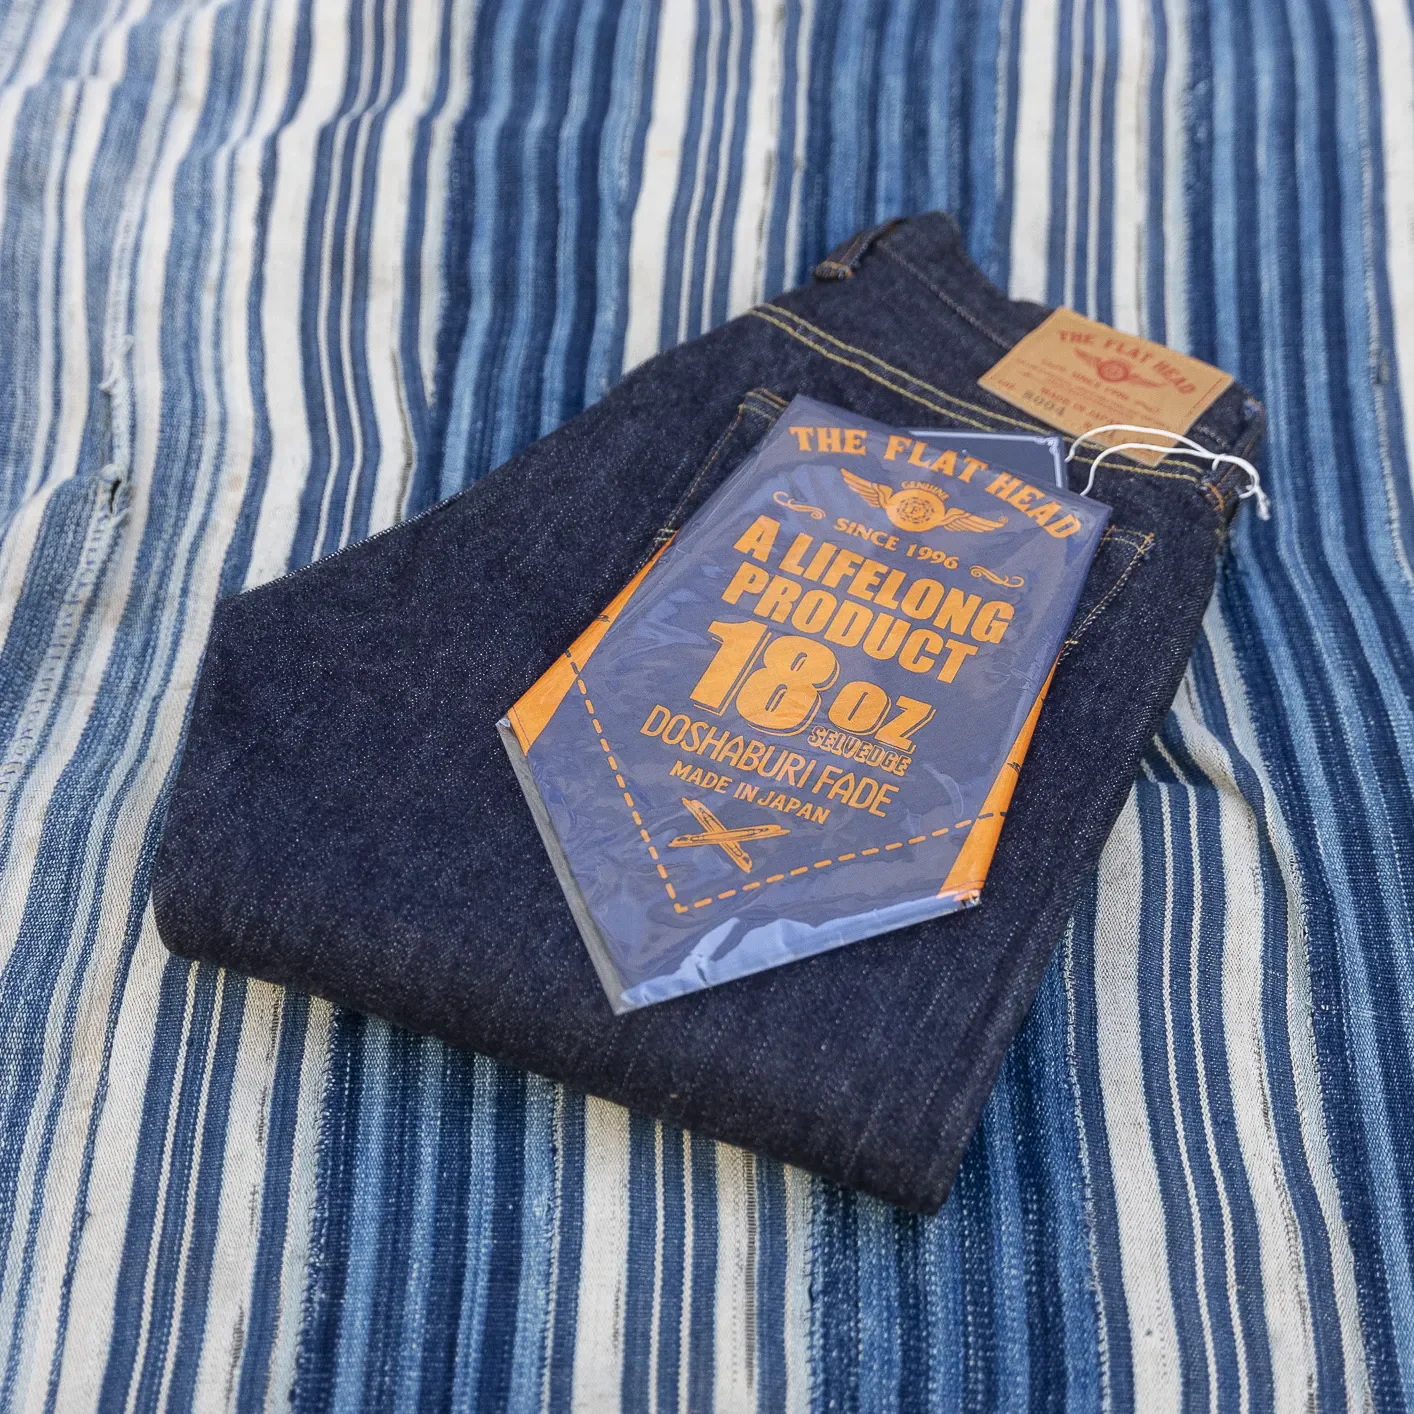 THE FLAT HEAD
MADE IN JAPAN
THE FLAT HEAD
GENUINE
SINCE 1996
A LIFELONG
PRODUCT
18 OZ
SELVEDGE
DOSHABURI FADE
MADE IN JAPAN